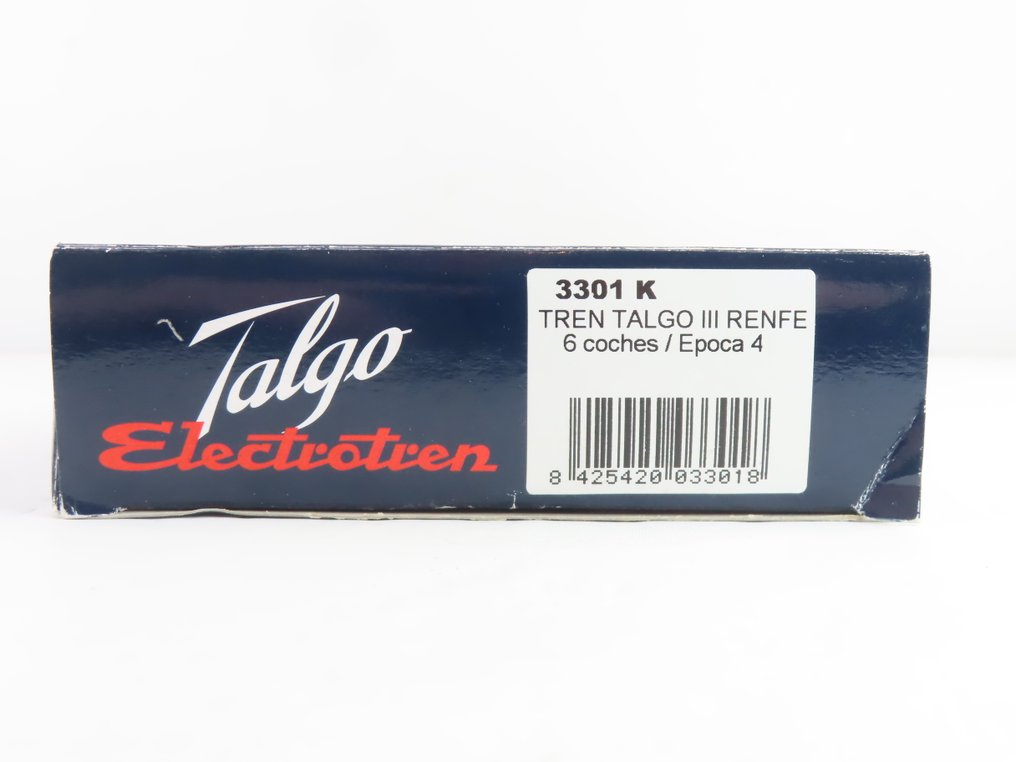 Talgo
Electrotren
3301 K
TREN TALGO III RENFE
6 coches / Epoca 4
8 425420 033018